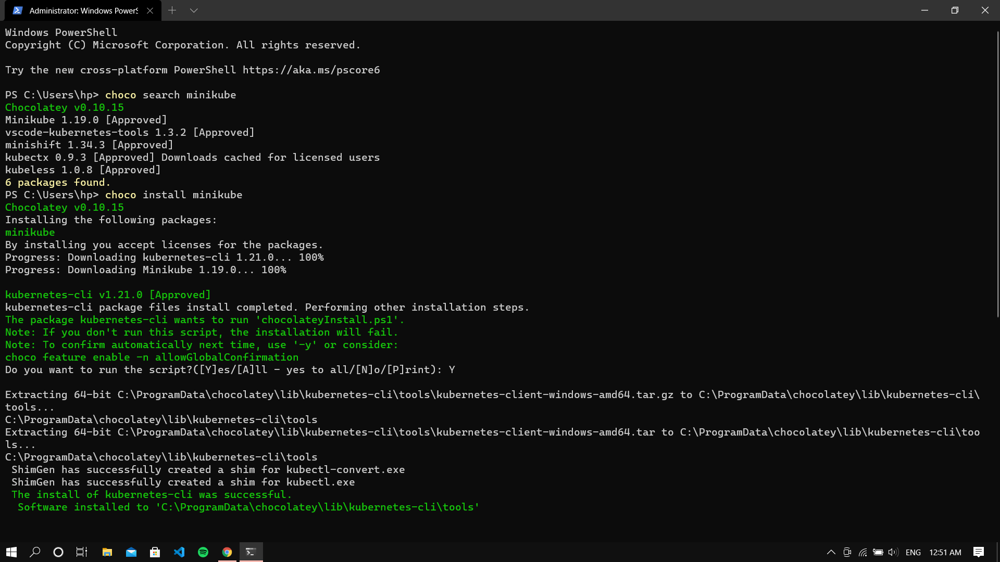 Administrator: Windows PowerS
Windows PowerShell
Copyright (C) Microsoft Corporation. All rights reserved.
Try the new cross-platform PowerShell https://aka.ms/pscore6
PS C:\Users\hp> choco search minikube
Chocolatey v0.10.15
Minikube 1.19.0 [Approved]
vscode-kubernetes-tools 1.3.2 [Approved]
minishift 1.34.3 [Approved]
kubectx 0.9.3 [Approved] Downloads cached for licensed users
kubeless 1.0.8 [Approved]
6 packages found.
PS C:\Users\hp> choco install minikube
Chocolatey v0.10.15
Installing the following packages:
minikube
By installing you accept licenses for the packages.
Progress: Downloading kubernetes-cli 1.21.0... 100%
Progress: Downloading Minikube 1.19.0... 100%
kubernetes-cli v1.21.0 [Approved]
kubernetes-cli package files install completed. Performing other installation steps.
The package kubernetes-cli wants to run 'chocolateyInstall.ps1'.
Note: If you don't run this script, the installation will fail.
Note: To confirm automatically next time, use '-y' or consider:
choco feature enable -n allowGlobalConfirmation
Do you want to run the script?([Y]es/[A]ll - yes to all/[N]o/[P]rint): Y
Extracting 64-bit C:\ProgramData\chocolatey\lib\kubernetes-cli\tools\kubernetes-client-windows-amd64.tar.gz to C:\ProgramData\chocolatey\lib\kubernetes-cli\
tools...
C:\ProgramData\chocolatey\lib\kubernetes-cli\tools
Extracting 64-bit C:\ProgramData\chocolatey\lib\kubernetes-cli\tools\kubernetes-client-windows-amd64.tar to C:\ProgramData\chocolatey\lib\kubernetes-cli\too
ls...
C:\ProgramData\chocolatey\lib\kubernetes-cli\tools
ShimGen has successfully created a shim for kubectl-convert.exe
ShimGen has successfully created a shim for kubectl.exe
The install of kubernetes-cli was successful.
Software installed to 'C:\ProgramData\chocolatey\lib\kubernetes-cli\tools'
ENG
12:51 AM